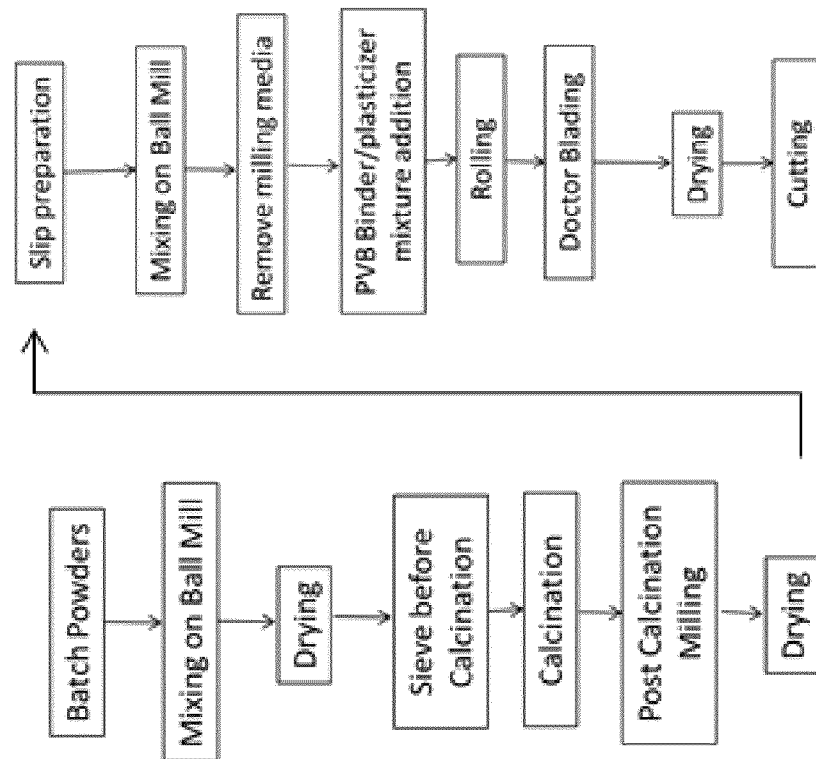 Batch Powders
Mixing on Ball Mill
Drying
Sieve before
Calcination
Calcination
Post Calcination
Milling
Drying
Slip preparation
Mixing on Ball Mill
Remove milling media
PVB Binder/plasticizer
mixture addition
Rolling
Doctor Blading
Drying
Cutting